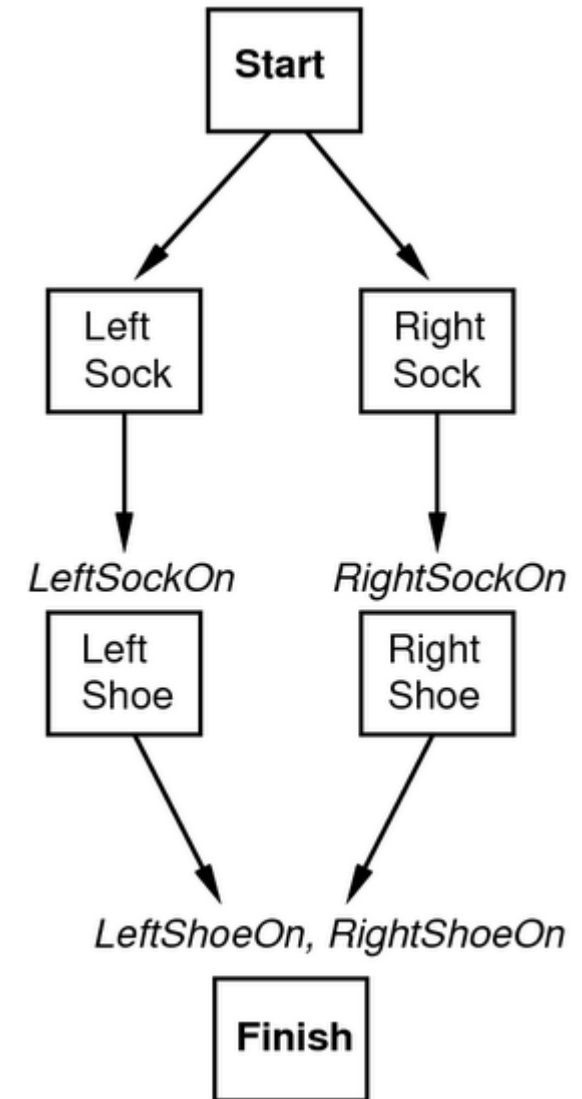 Start
Left
Sock
Right
Sock
LeftSockOn
RightSockOn
Left
Shoe
Right
Shoe
LeftShoeOn, RightShoeOn
Finish